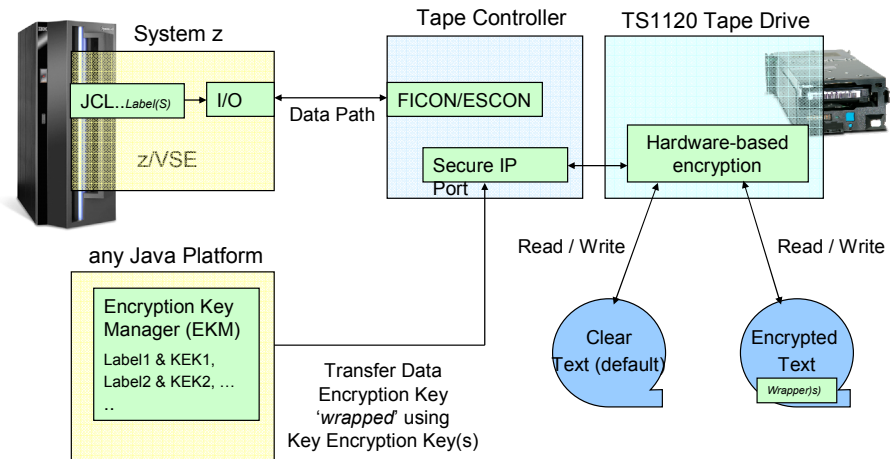 System z
JCL..Label(S)
I/O
z/VSE
Data Path
Tape Controller
FICON/ESCON
Secure IP
Port
TS1120 Tape Drive
Hardware-based
encryption
any Java Platform
Encryption Key
Manager (EKM)
Label1 & KEK1,
Label2 & KEK2, …
..
Transfer Data
Encryption Key
‘wrapped’ using
Key Encryption Key(s)
Read / Write
Read / Write
Clear
Text (default)
Encrypted
Text
Wrapper)s)